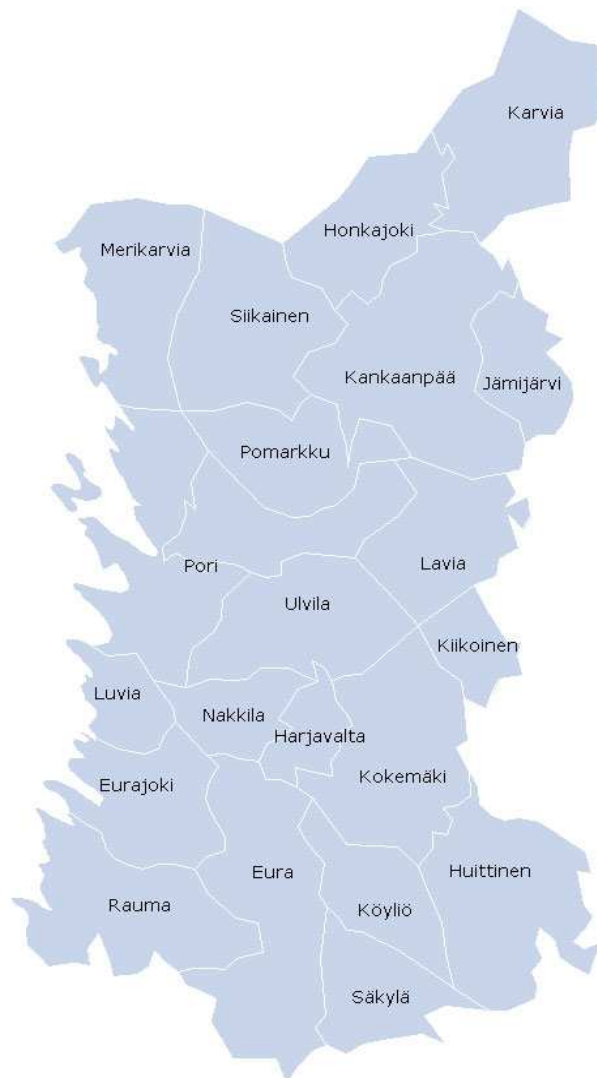 Karvia
Honkajoki
Merikarvia
Siikainen
Kankaanpää
Jämijärvi
Pomarkku
Pori
Lavia
Ulvila
Kiikoinen
Luvia
Nakkila
Harjavalta
Eurajoki
Kokemäki
Eura
Huittinen
Rauma
Köyliö
Säkylä